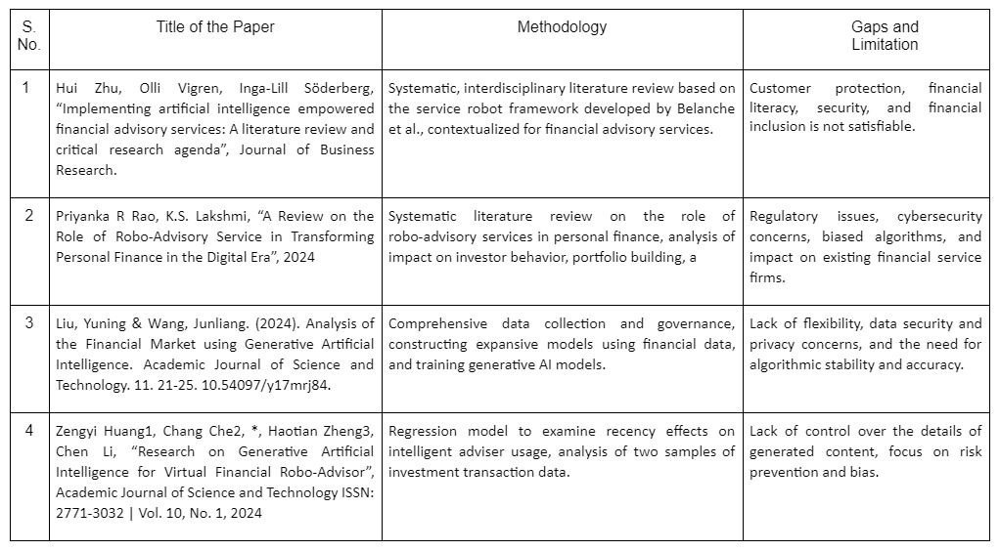 S.
No.
Title of the Paper
Methodology
Gaps and
Limitation
1
Hui Zhu, Olli Vigren, Inga-Lill Söderberg,
“Implementing artificial intelligence empowered
financial advisory services: A literature review and
critical research agenda”, Journal of Business
Research.
Systematic, interdisciplinary literature review based on
the service robot framework developed by Belanche
et al., contextualized for financial advisory services.
Customer protection, financial
literacy, security, and financial
inclusion is not satisfiable.
2
Priyanka R Rao, K.S. Lakshmi, “A Review on the
Role of Robo-Advisory Service in Transforming
Personal Finance in the Digital Era”, 2024
Systematic literature review on the role of
robo-advisory services in personal finance, analysis of
impact on investor behavior, portfolio building, a
Regulatory issues, cybersecurity
concerns, biased algorithms, and
impact on existing financial service
firms.
3
Liu, Yuning & Wang, Junliang. (2024). Analysis of
the Financial Market using Generative Artificial
Intelligence. Academic Journal of Science and
Technology. 11. 21-25. 10.54097/y17mrj84.
Comprehensive data collection and governance,
constructing expansive models using financial data,
and training generative AI models.
Lack of flexibility, data security and
privacy concerns, and the need for
algorithmic stability and accuracy.
4
Zengyi Huang1, Chang Che2, *, Haotian Zheng3,
Chen Li, “Research on Generative Artificial
Intelligence for Virtual Financial Robo-Advisor”,
Academic Journal of Science and Technology ISSN:
2771-3032 | Vol. 10, No. 1, 2024
Regression model to examine recency effects on
intelligent adviser usage, analysis of two samples of
investment transaction data.
Lack of control over the details of
generated content, focus on risk
prevention and bias.